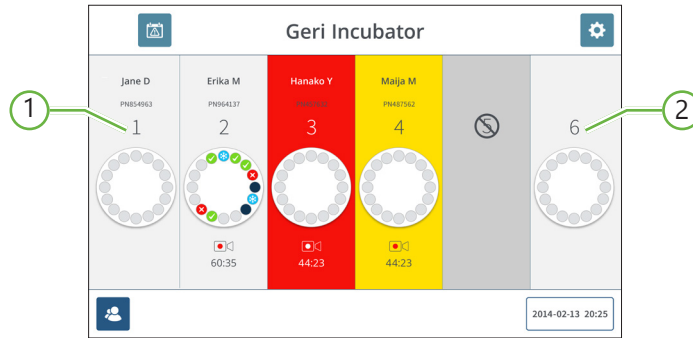 Geri Incubator
Jane D
PN854963
1
Erika M
PN964137
2
60:35
Hanako Y
3
44:23
Maija M
PN487562
4
44:23
5
6
2014-02-13 20:25
1
2